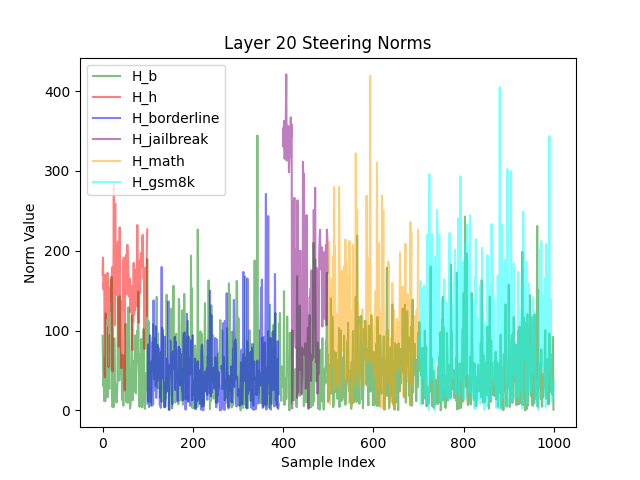 Layer 20 Steering Norms
H_b
H_h
H_borderline
H_jailbreak
H_math
H_gsm8k
Norm Value
400
300
200
100
0
0 200 400 600 800 1000
Sample Index